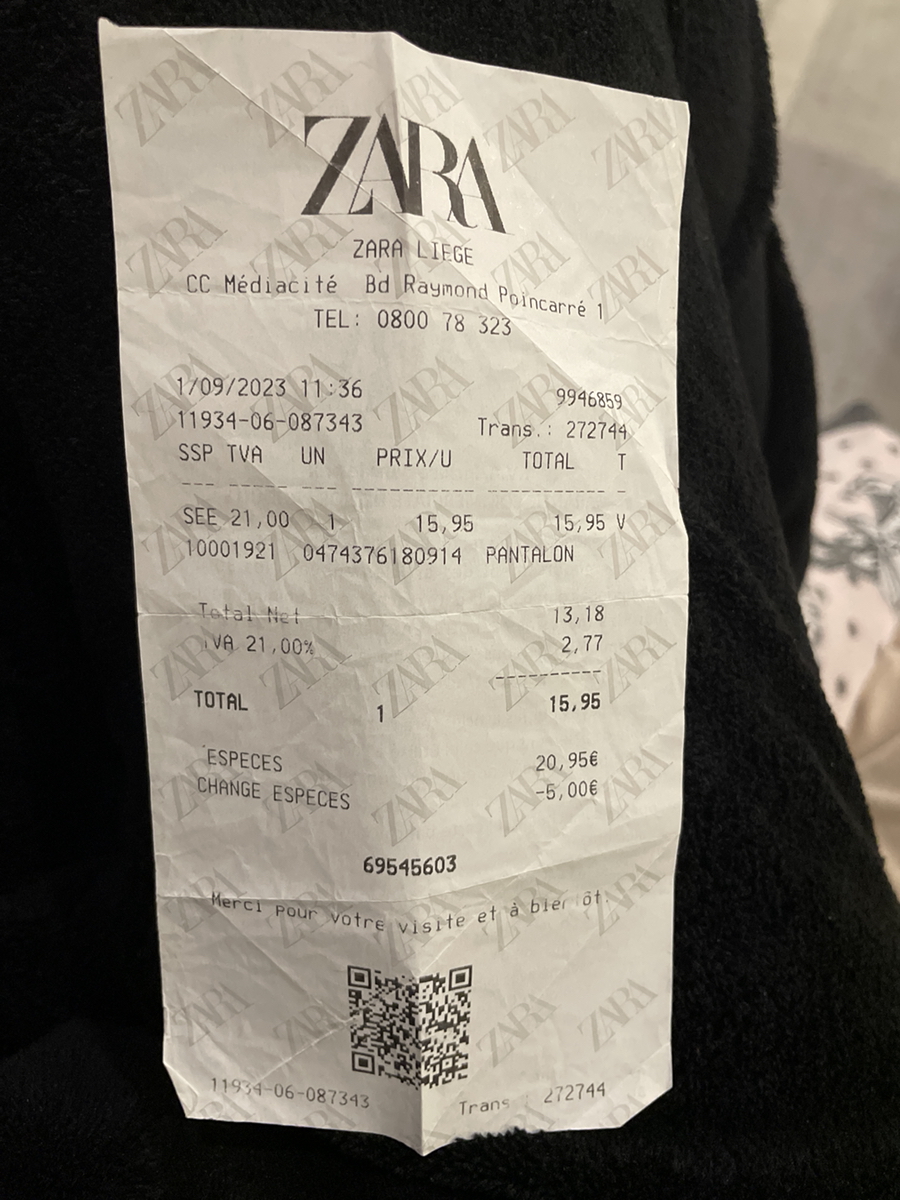 ZARA
ZARA LIEGE
CC Médiacité Bd Raymond Poincarré 1
TEL: 0800 78 323
1/09/2023 11:36 9946859
11934-06-087343 Trans.: 272744
SSP TVA UN PRIX/U TOTAL T
SEE 21,00 1 15,95 15,95 V
10001921 0474376180914 PANTALON
Total Net 13,18
TVA 21,00% 2,77
TOTAL 1 15,95
ESPECES 20,95€
CHANGE ESPECES -5,00€
69545603
Merci pour votre visite et à bientôt.
11934-06-087343 Trans : 272744